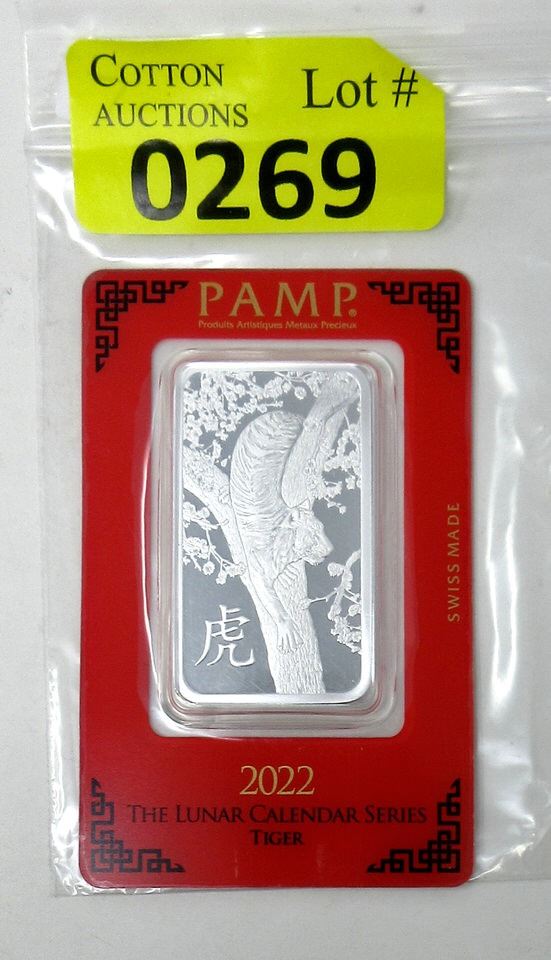 COTTON
AUCTIONS
Lot #
0269
PAMP.
Produits Artistiques Metaux Precieux
虎
SWISS MADE
2022
THE LUNAR CALENDAR SERIES
TIGER